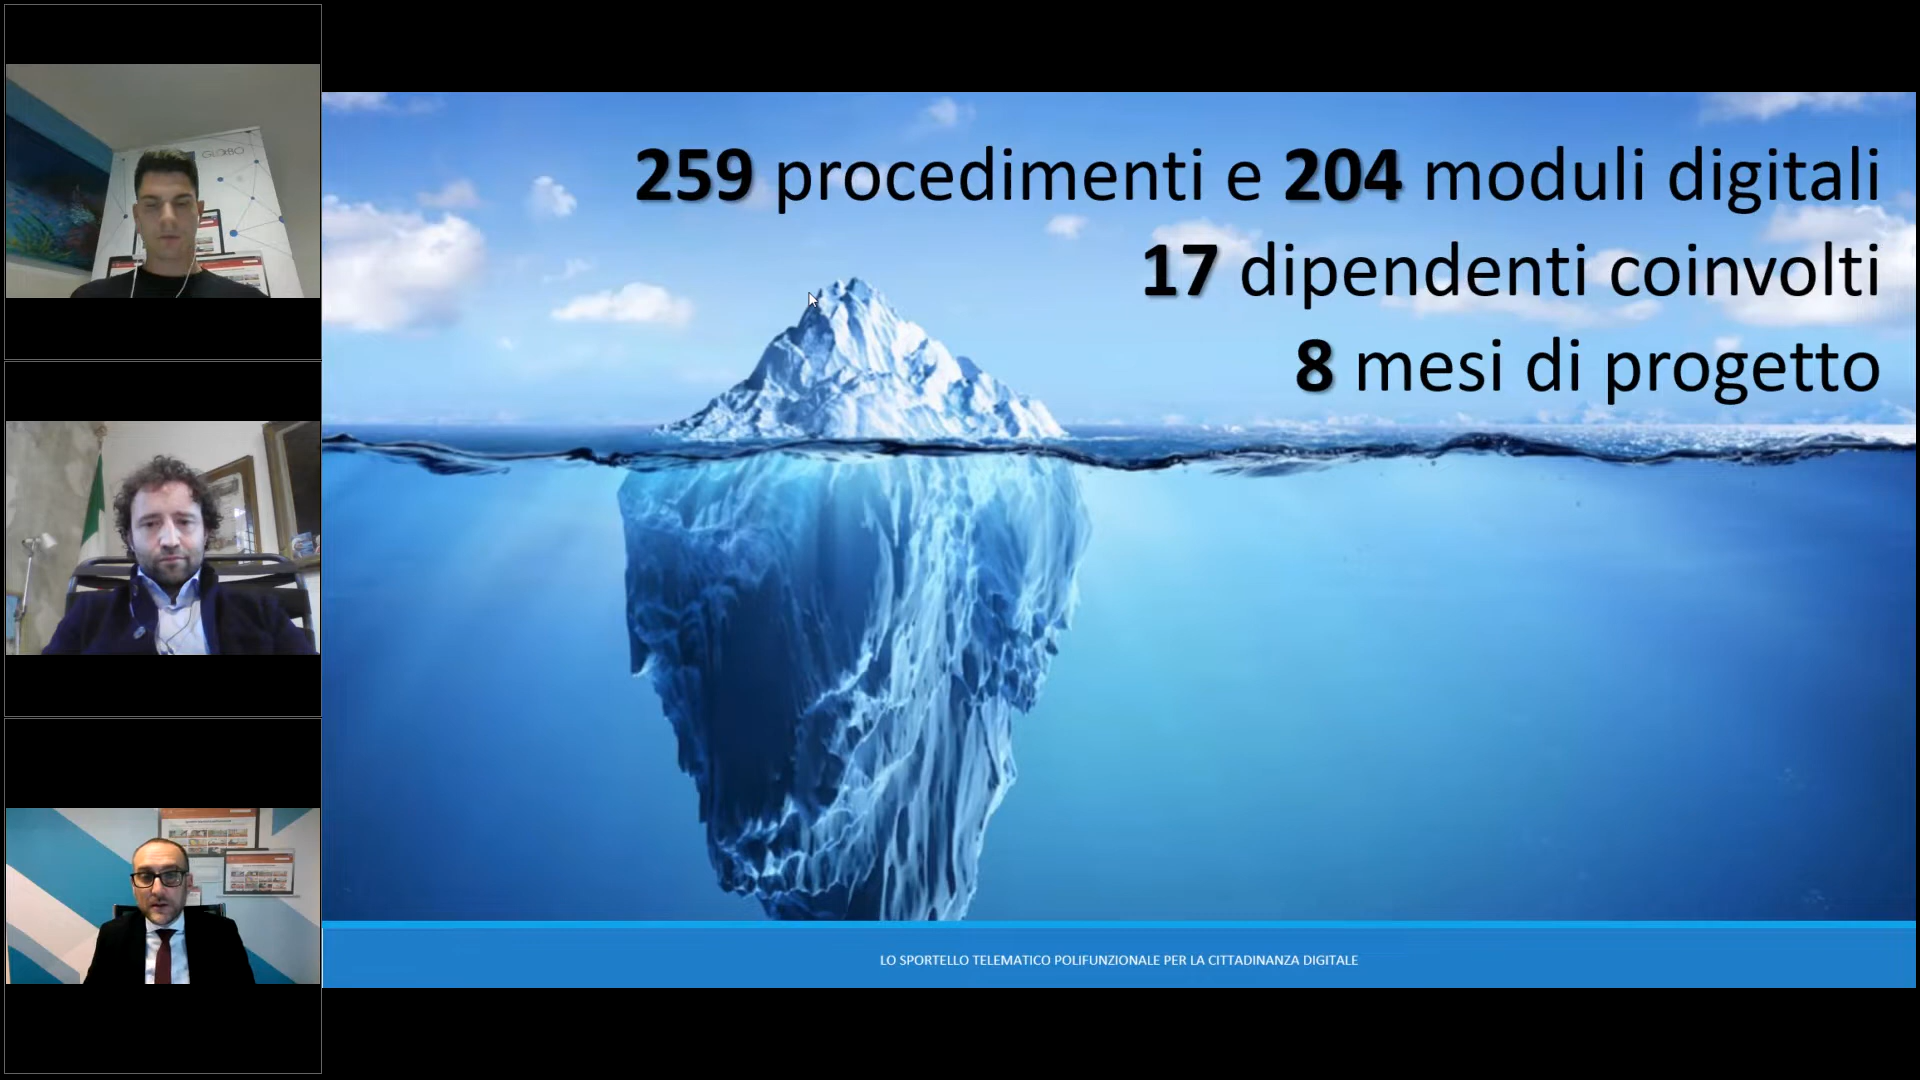 GLOBO
259 procedimenti e 204 moduli digitali
17 dipendenti coinvolti
8 mesi di progetto
LO SPORTELLO TELEMATICO POLIFUNZIONALE PER LA CITTADINANZA DIGITALE